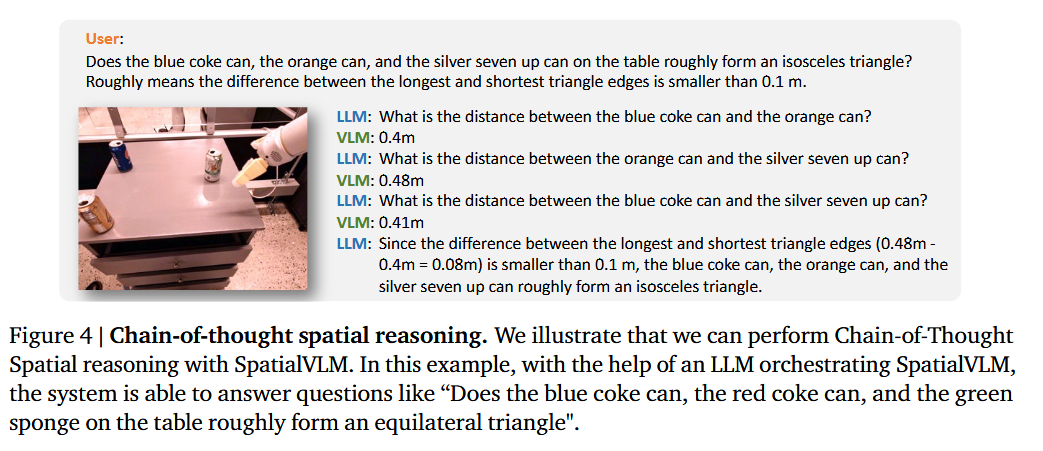 User:
Does the blue coke can, the orange can, and the silver seven up can on the table roughly form an isosceles triangle?
Roughly means the difference between the longest and shortest triangle edges is smaller than 0.1 m.
LLM: What is the distance between the blue coke can and the orange can?
VLM: 0.4m
LLM: What is the distance between the orange can and the silver seven up can?
VLM: 0.48m
LLM: What is the distance between the blue coke can and the silver seven up can?
VLM: 0.41m
LLM: Since the difference between the longest and shortest triangle edges (0.48m -
0.4m = 0.08m) is smaller than 0.1 m, the blue coke can, the orange can, and the
silver seven up can roughly form an isosceles triangle.
Figure 4 | Chain-of-thought spatial reasoning. We illustrate that we can perform Chain-of-Thought
Spatial reasoning with SpatialVLM. In this example, with the help of an LLM orchestrating SpatialVLM,
the system is able to answer questions like “Does the blue coke can, the red coke can, and the green
sponge on the table roughly form an equilateral triangle".